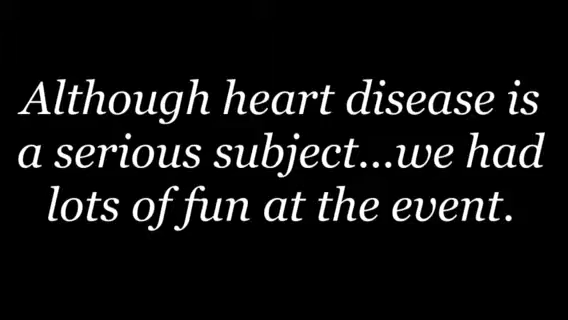 Although heart disease is
a serious subject...we had
lots of fun at the event.